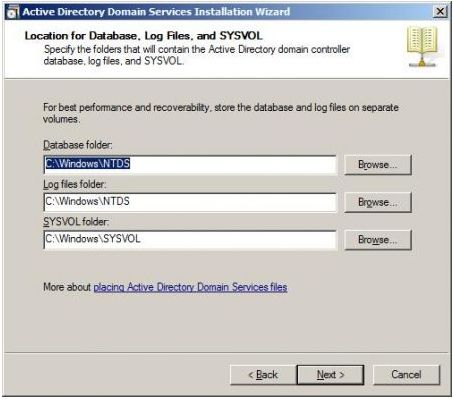 Active Directory Domain Services Installation Wizard
Location for Database, Log Files, and SYSVOL
Specify the folders that will contain the Active Directory domain controller
database, log files, and SYSVOL.
For best performance and recoverability, store the database and log files on separate
volumes.
Database folder:
C:\Windows\NTDS
Browse...
Log files folder:
C:\Windows\NTDS
Browse...
SYSVOL folder:
C:\Windows\SYSVOL
Browse...
More about placing Active Directory Domain Services files
< Back
Next >
Cancel